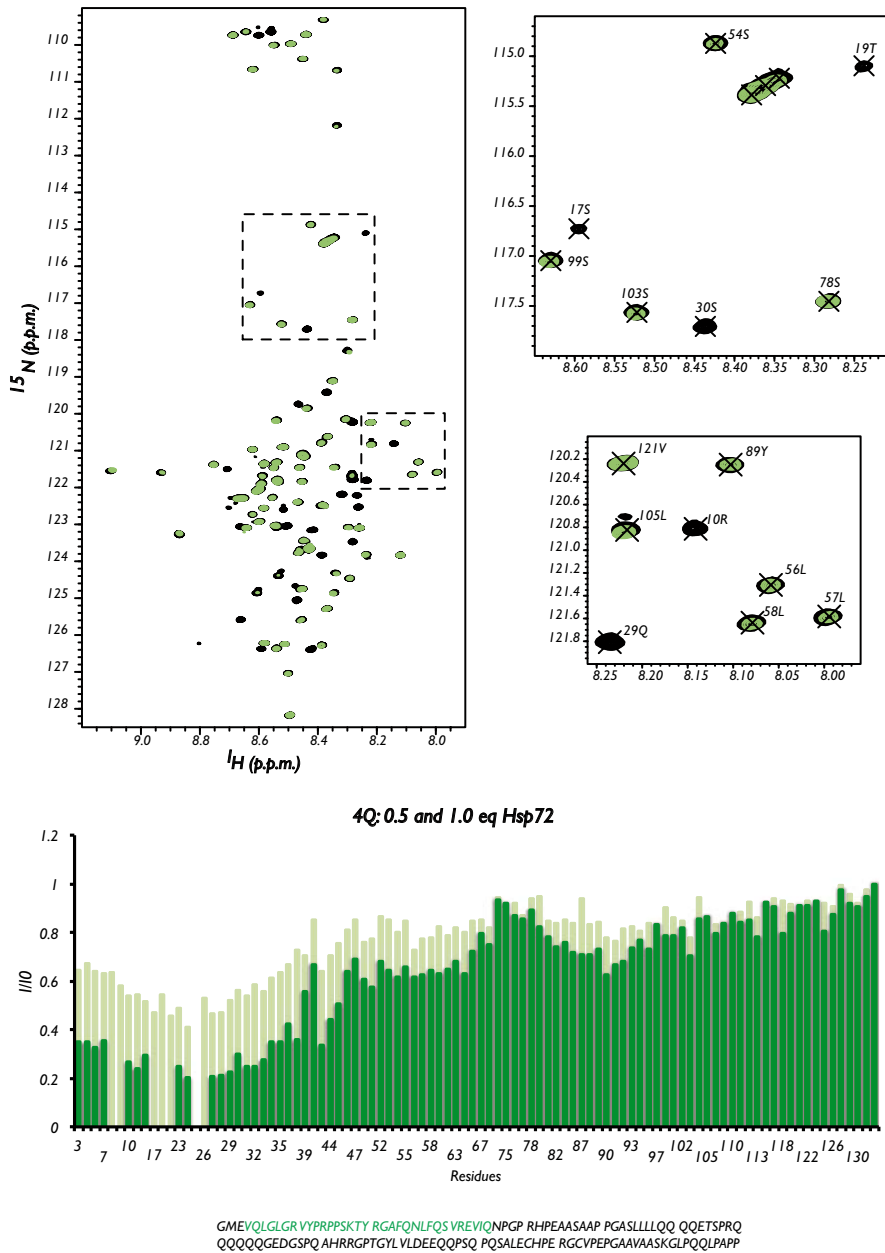 110
111
112
113
114
115
116
117
118
119
120
121
122
123
124
125
126
127
128
15N (p.p.m.)
9.0 8.8 8.6 8.4 8.2 8.0
1H (p.p.m.)
54S
19T
17S
99S
103S
30S
78S
115.0
115.5
116.0
116.5
117.0
117.5
8.60 8.55 8.50 8.45 8.40 8.35 8.30 8.25
121V
89Y
105L
10R
56L
58L
57L
29Q
120.2
120.4
120.6
120.8
121.0
121.2
121.4
121.6
121.8
8.25 8.20 8.15 8.10 8.05 8.00
4Q: 0.5 and 1.0 eq Hsp72
1.2
1
0.8
0.6
0.4
0.2
0
I/I0
3 10 23 29 35 44 52 58 67 78 87 93 102 110 118 126
7 17 26 32 39 47 55 63 75 82 90 97 105 113 122 130
Residues
GMEVQLGLGR VYPRPPSKTY RGAFQNLFQS VREVIQNPGP RHPEAASAAP PGASLLLLQQ QQQETSPRQ
QQQQQGEDGSPQ AHRRGPTGYL VLDEEQQPSQ PQSALECHPE RGCVPEPGAAVAASKGLPQQLPAPP